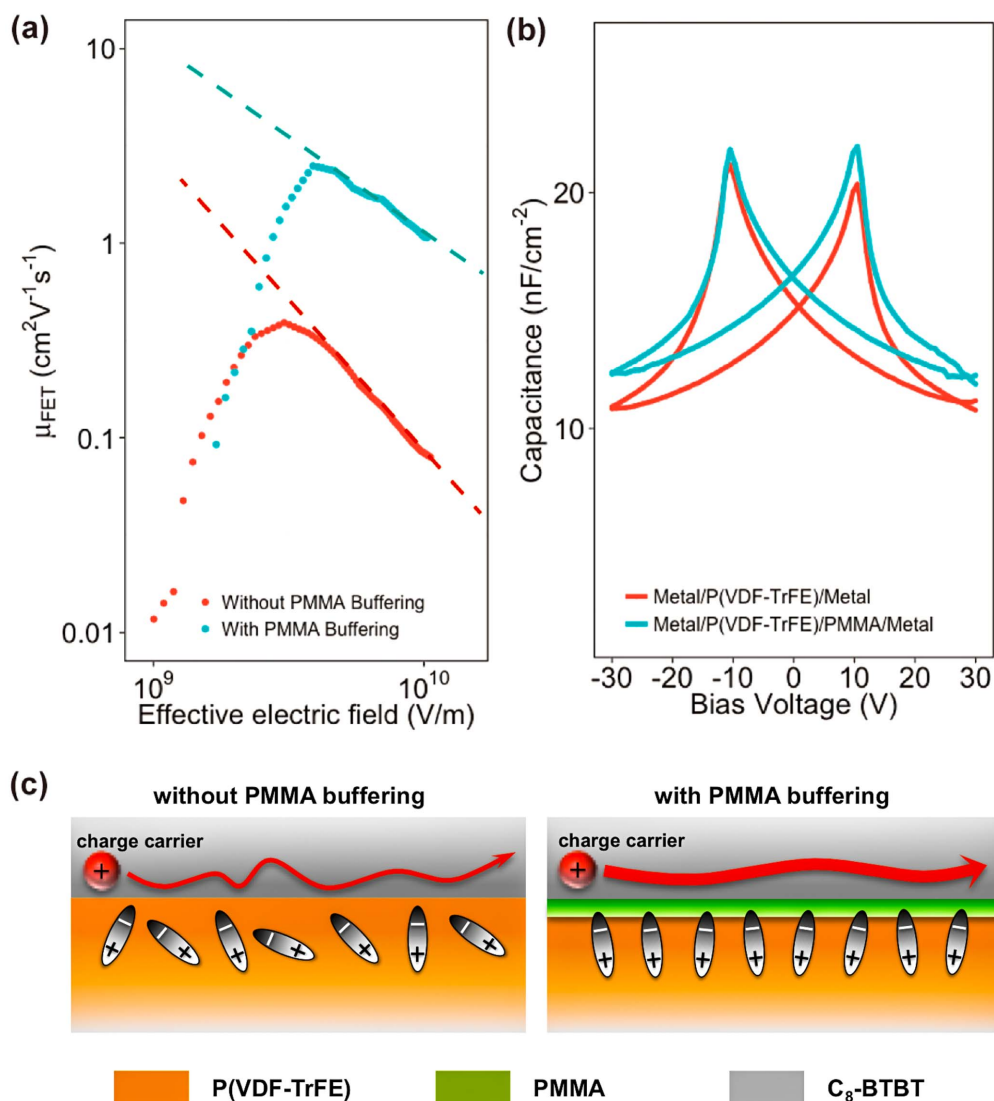 (a)
10
1
0.1
0.01
μFET (cm²V⁻¹s⁻¹)
Without PMMA Buffering
With PMMA Buffering
10⁹
10¹⁰
Effective electric field (V/m)
(b)
20
10
Capacitance (nF/cm⁻²)
Metal/P(VDF-TrFE)/Metal
Metal/P(VDF-TrFE)/PMMA/Metal
-30 -20 -10 0 10 20 30
Bias Voltage (V)
(c)
without PMMA buffering
charge carrier
+
− − − − − − −
+ + + + + + +
with PMMA buffering
charge carrier
+
− − − − − − − −
+ + + + + + + +
P(VDF-TrFE)
PMMA
C₈-BTBT